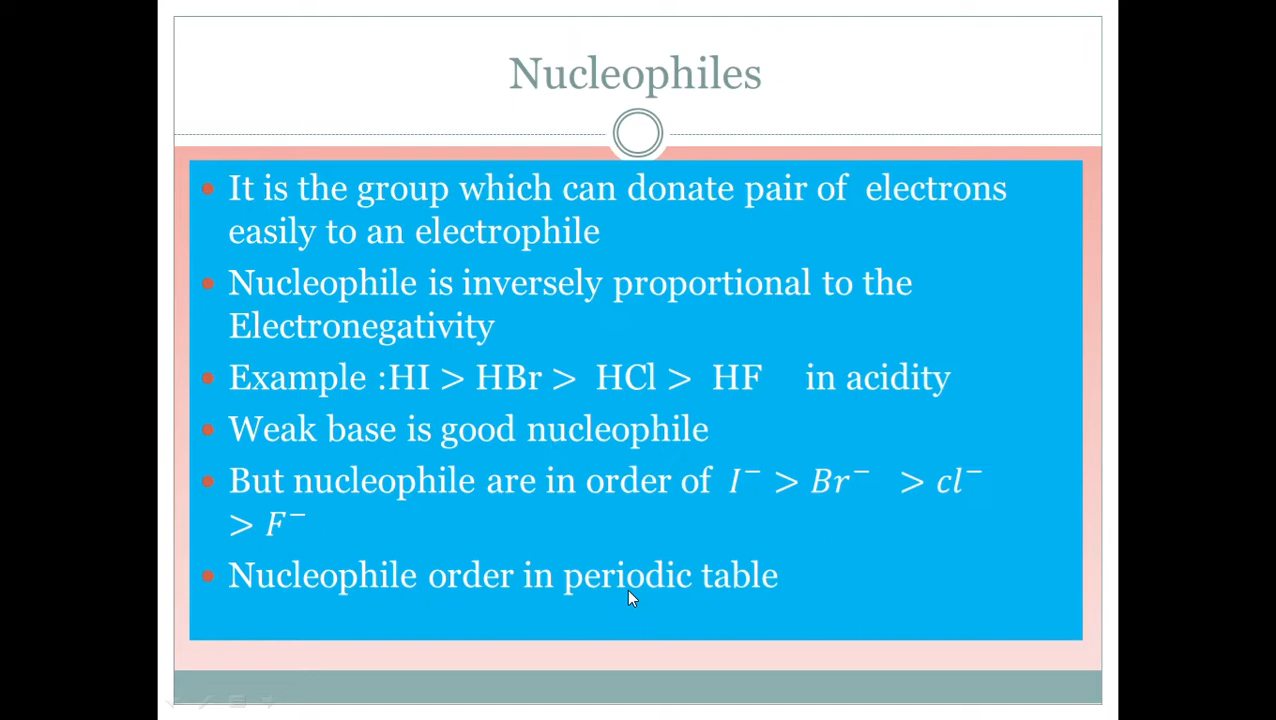 Nucleophiles
It is the group which can donate pair of electrons
easily to an electrophile
Nucleophile is inversely proportional to the
Electronegativity
Example :HI > HBr > HCl > HF in acidity
Weak base is good nucleophile
But nucleophile are in order of I⁻ > Br⁻ > cl⁻
> F⁻
Nucleophile order in periodic table